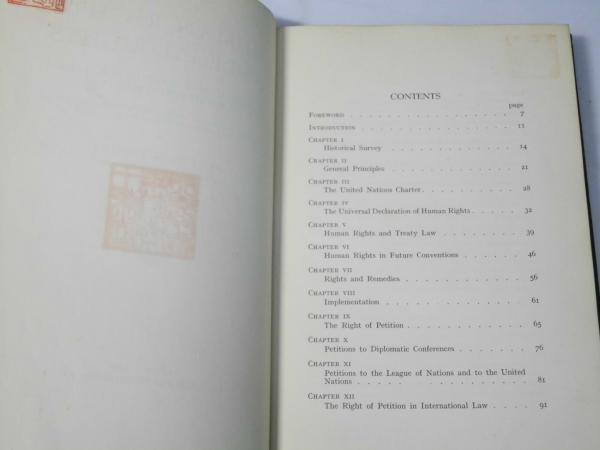 CONTENTS
page
FOREWORD . . . . . . . . . . . . . . . . . . 7
INTRODUCTION . . . . . . . . . . . . . . . . . 11
CHAPTER I
Historical Survey . . . . . . . . . . . . . . 14
CHAPTER II
General Principles . . . . . . . . . . . . . . 21
CHAPTER III
The United Nations Charter . . . . . . . . . . 28
CHAPTER IV
The Universal Declaration of Human Rights . . . . . 32
CHAPTER V
Human Rights and Treaty Law . . . . . . . . . 39
CHAPTER VI
Human Rights in Future Conventions . . . . . . 46
CHAPTER VII
Rights and Remedies . . . . . . . . . . . . 56
CHAPTER VIII
Implementation . . . . . . . . . . . . . . 61
CHAPTER IX
The Right of Petition . . . . . . . . . . . . 65
CHAPTER X
Petitions to Diplomatic Conferences . . . . . . . 76
CHAPTER XI
Petitions to the League of Nations and to the United
Nations . . . . . . . . . . . . . . . . 81
CHAPTER XII
The Right of Petition in International Law . . . . 91